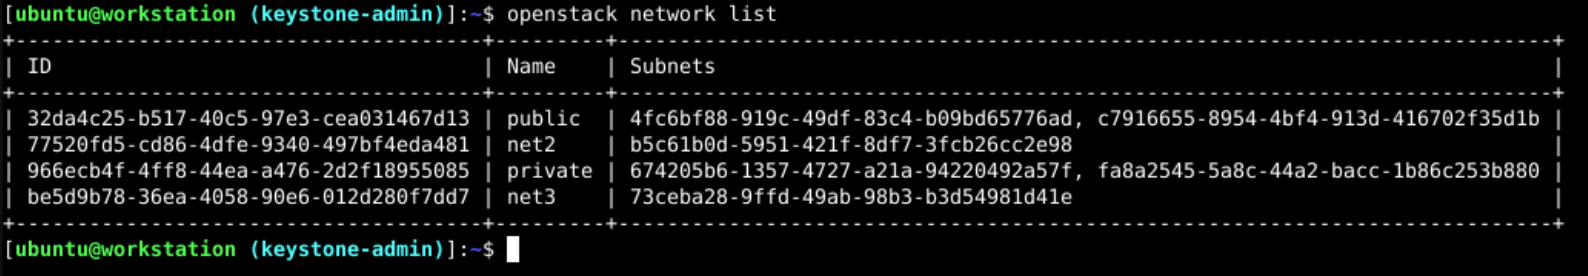 [ubuntu@workstation (keystone-admin)]:~$ openstack network list
+--------------------------------------+---------+----------------------------------------------------------------------------+
| ID                                   | Name    | Subnets                                                                    |
+--------------------------------------+---------+----------------------------------------------------------------------------+
| 32da4c25-b517-40c5-97e3-cea031467d13 | public  | 4fc6bf88-919c-49df-83c4-b09bd65776ad, c7916655-8954-4bf4-913d-416702f35d1b |
| 77520fd5-cd86-4dfe-9340-497bf4eda481 | net2    | b5c61b0d-5951-421f-8df7-3fcb26cc2e98                                       |
| 966ecb4f-4ff8-44ea-a476-2d2f18955085 | private | 674205b6-1357-4727-a21a-94220492a57f, fa8a2545-5a8c-44a2-bacc-1b86c253b880 |
| be5d9b78-36ea-4058-90e6-012d280f7dd7 | net3    | 73ceba28-9ffd-49ab-98b3-b3d54981d41e                                       |
+--------------------------------------+---------+----------------------------------------------------------------------------+
[ubuntu@workstation (keystone-admin)]:~$